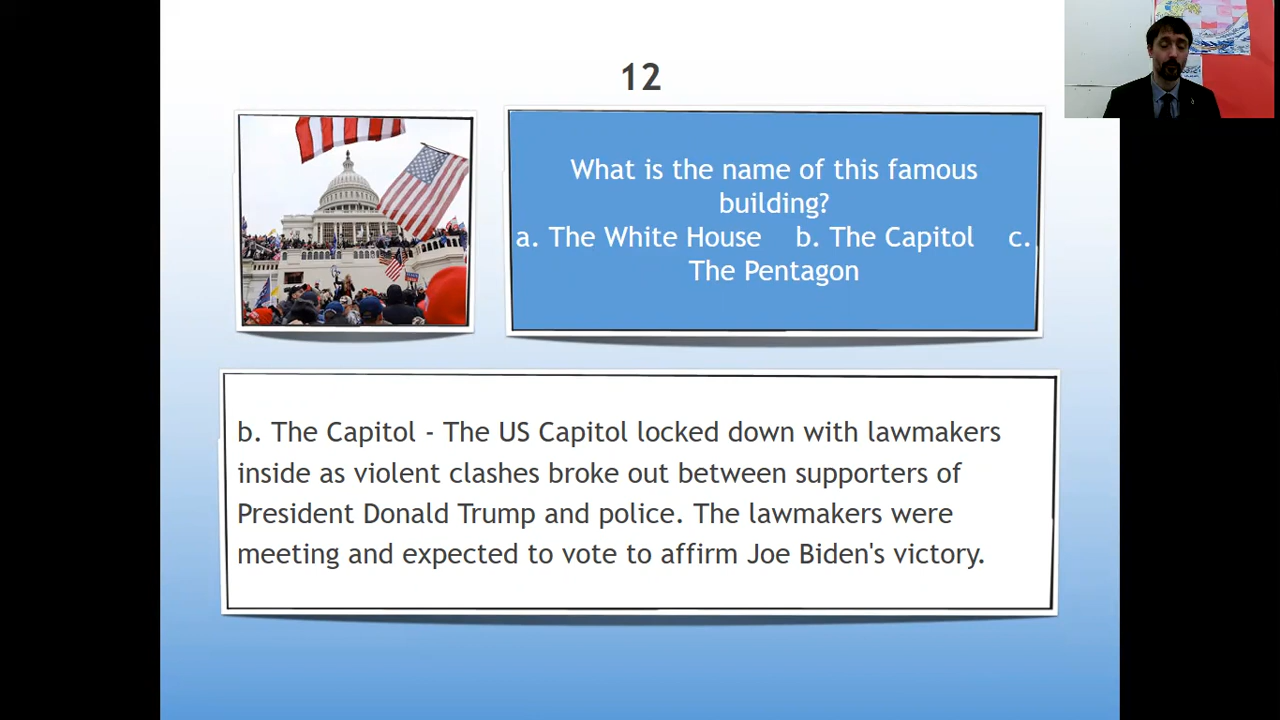 12
What is the name of this famous
building?
a. The White House b. The Capitol c.
The Pentagon
b. The Capitol - The US Capitol locked down with lawmakers
inside as violent clashes broke out between supporters of
President Donald Trump and police. The lawmakers were
meeting and expected to vote to affirm Joe Biden's victory.